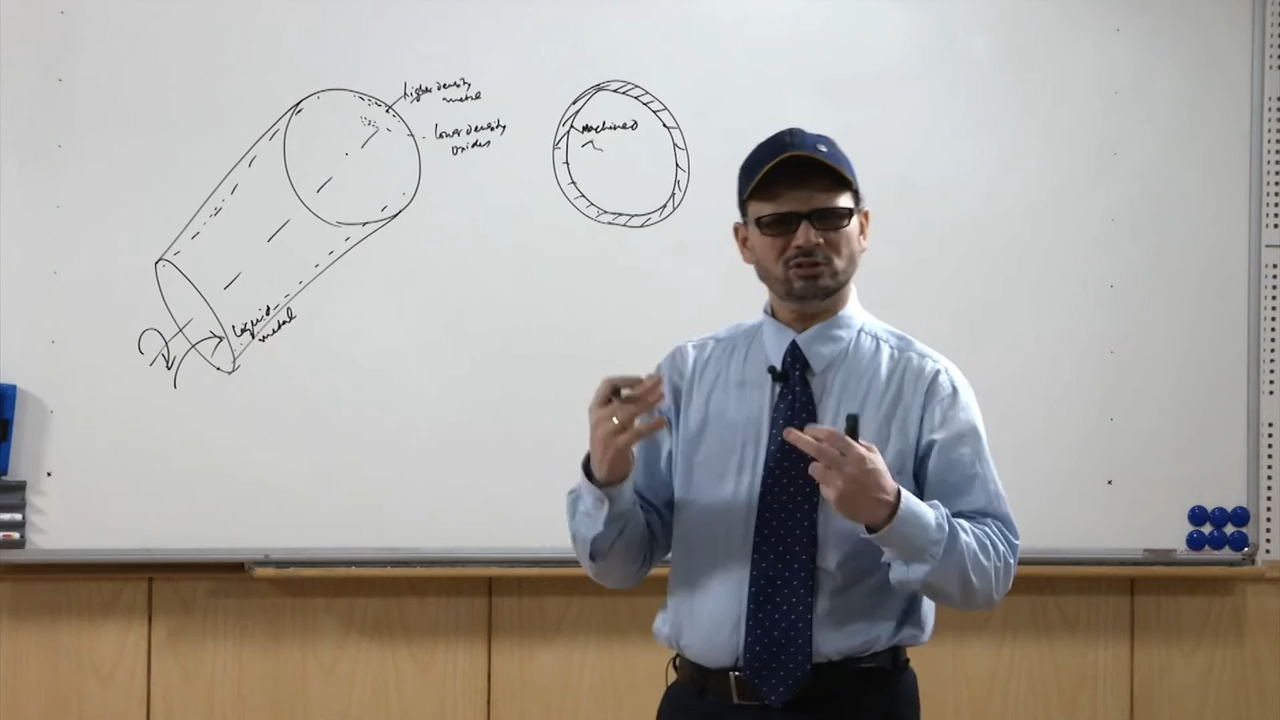 higher density
metal
Lower density
oxides
Machined
Liquid
metal